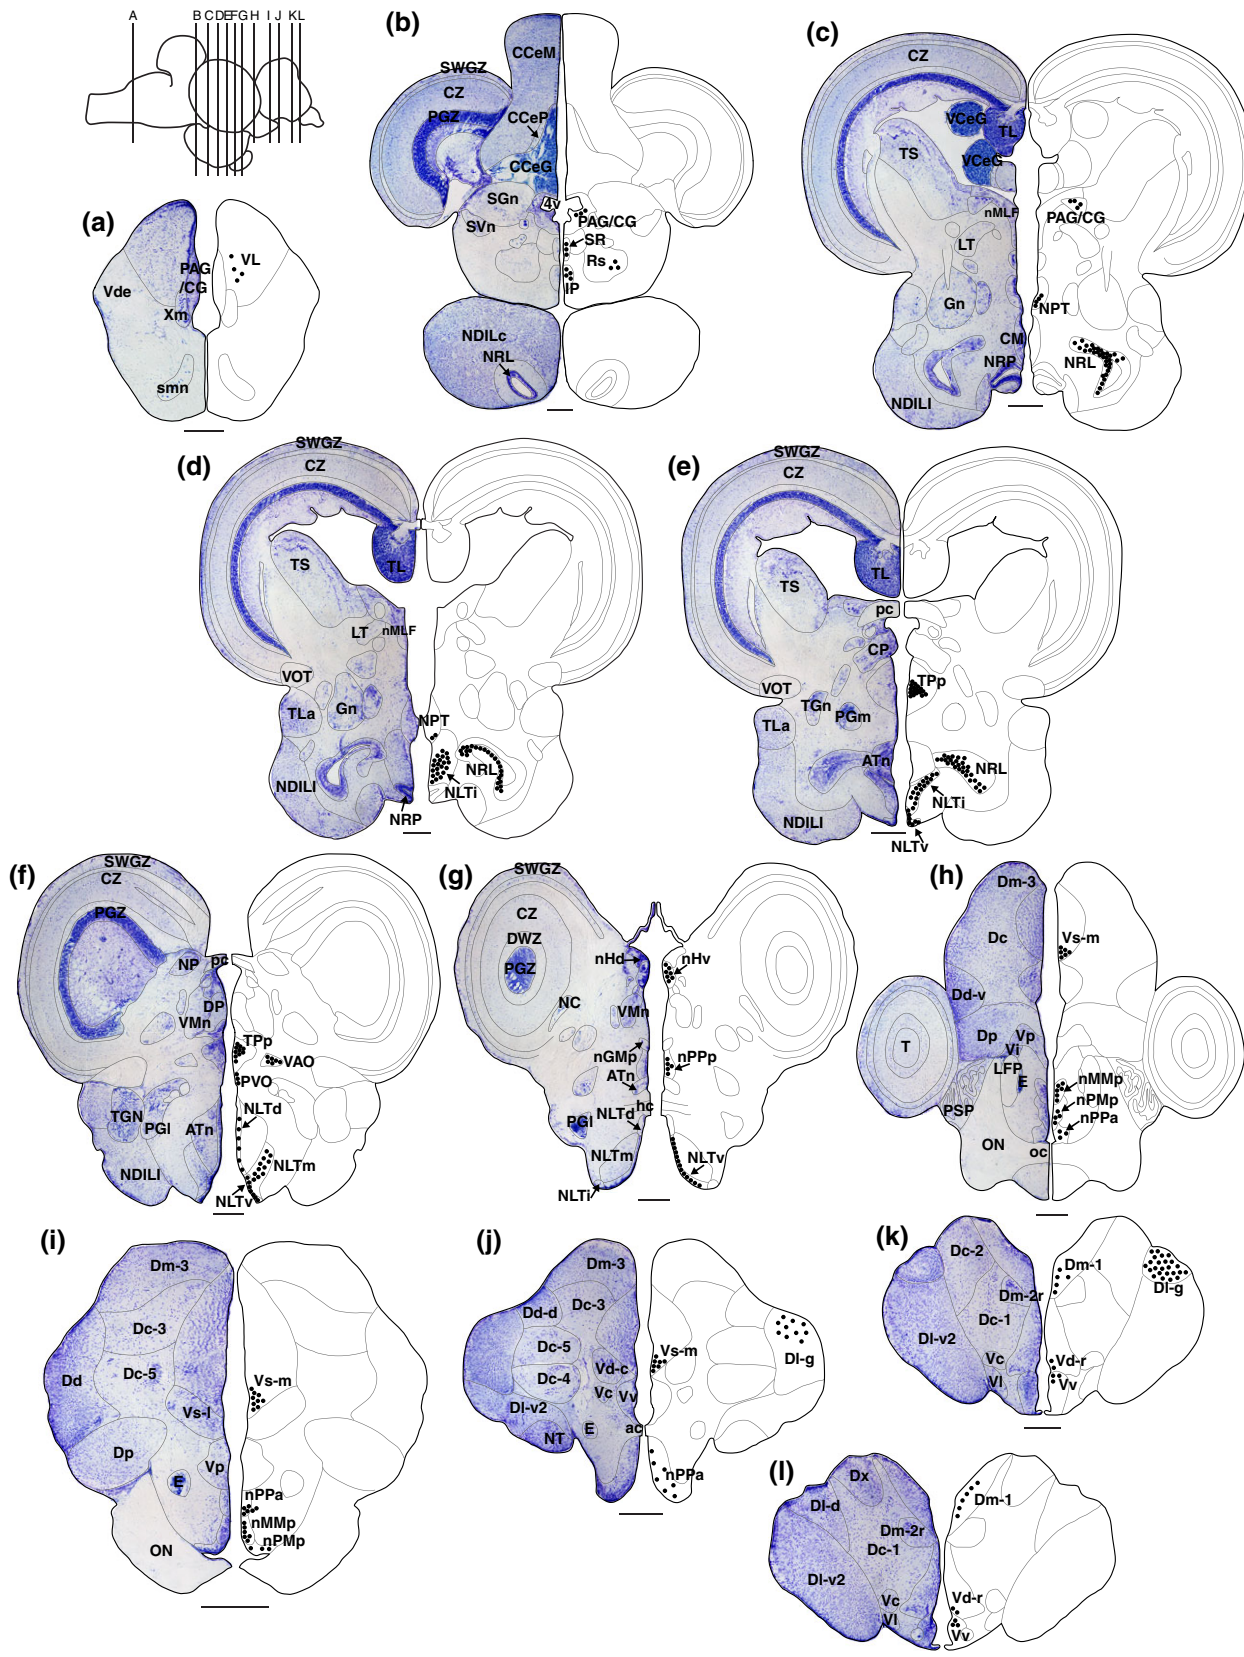 A B C D E F G H I J K L
(a)
PAG
/CG
VL
Vde
Xm
smn
(b)
CCeM
SWGZ
CZ
PGZ
CCeP
CCeG
SGn
4v
PAG/CG
SVn
SR
Rs
IP
NDILc
NRL
(c)
CZ
VCeG
TL
TS
VCeG
nMLF
PAG/CG
LT
Gn
NPT
CM
NRP
NRL
NDILI
(d)
SWGZ
CZ
TS
TL
LT
nMLF
VOT
TLa
Gn
NPT
NRL
NDILI
NLTi
NRP
(e)
SWGZ
CZ
TS
TL
pc
CP
VOT
TPp
TGn
TLa
PGm
ATn
NRL
NLTi
NDILI
NLTv
(f)
SWGZ
CZ
PGZ
NP
pc
DP
VMn
TPp
VAO
PVO
TGN
PGl
ATn
NLTd
NDILI
NLTm
NLTv
(g)
SWGZ
CZ
DWZ
PGZ
nHd
nHv
NC
VMn
nGMp
nPPp
ATn
hc
PGl
NLTd
NLTm
NLTv
NLTi
(h)
Dm-3
Dc
Vs-m
Dd-v
Dp
Vp
Vi
T
LFP
E
nMMp
PSP
nPMp
nPPa
ON
oc
(i)
Dm-3
Dc-3
Dd
Dc-5
Vs-m
Vs-l
Dp
Vp
E
nPPa
nMMp
nPMp
ON
(j)
Dm-3
Dd-d
Dc-3
Dc-5
Vs-m
Dl-g
Dc-4
Vd-c
Vc
Vv
Dl-v2
E
ac
NT
nPPa
(k)
Dc-2
Dm-1
Dl-g
Dm-2r
Dc-1
Dl-v2
Vc
Vd-r
Vl
Vv
(l)
Dx
Dl-d
Dm-1
Dm-2r
Dc-1
Dl-v2
Vc
Vd-r
Vl
Vv